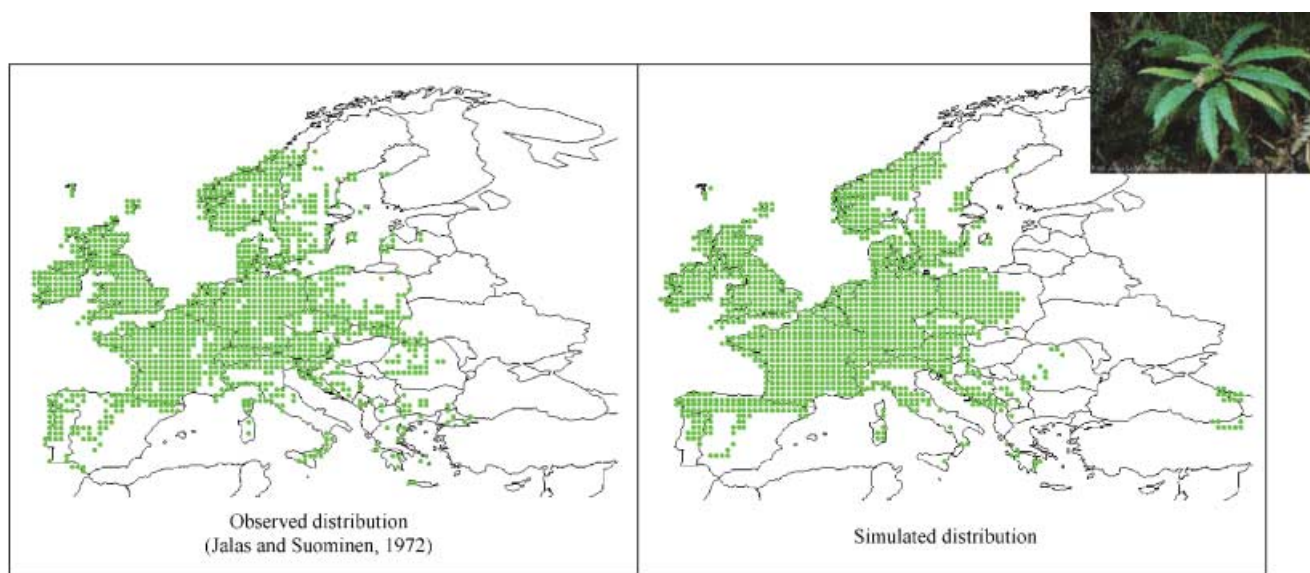 Observed distribution
(Jalas and Suominen, 1972)
Simulated distribution